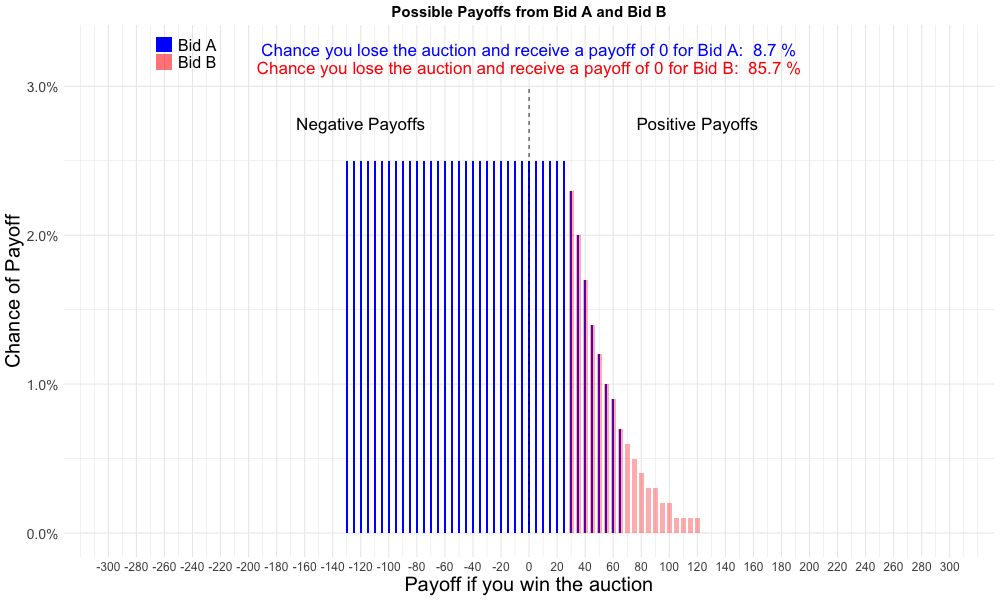 Possible Payoffs from Bid A and Bid B
Bid A
Bid B
Chance you lose the auction and receive a payoff of 0 for Bid A:  8.7 %
Chance you lose the auction and receive a payoff of 0 for Bid B:  85.7 %
Negative Payoffs
Positive Payoffs
Chance of Payoff
3.0%
2.0%
1.0%
0.0%
-300 -280 -260 -240 -220 -200 -180 -160 -140 -120 -100 -80 -60 -40 -20 0 20 40 60 80 100 120 140 160 180 200 220 240 260 280 300
Payoff if you win the auction